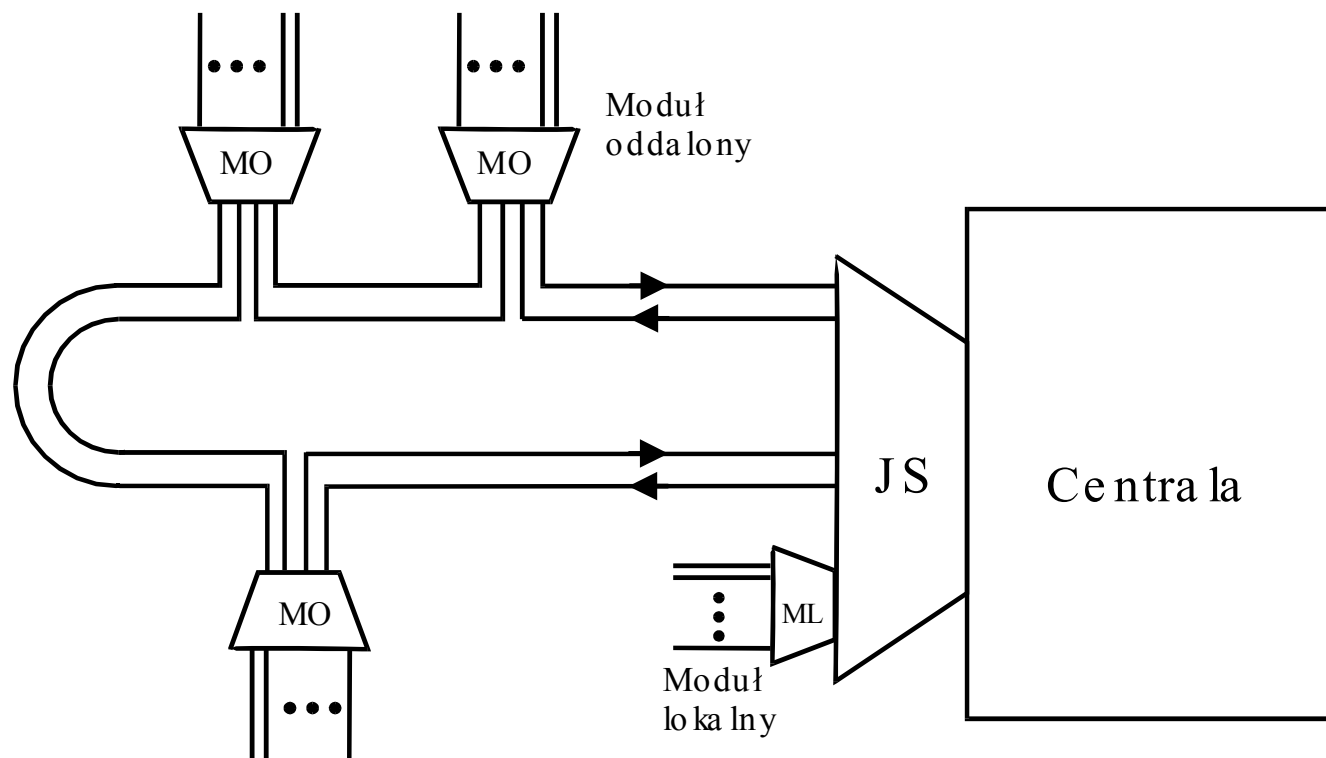 Moduł
oddalony
MO
MO
JS
Centrala
MO
ML
Moduł
lokalny